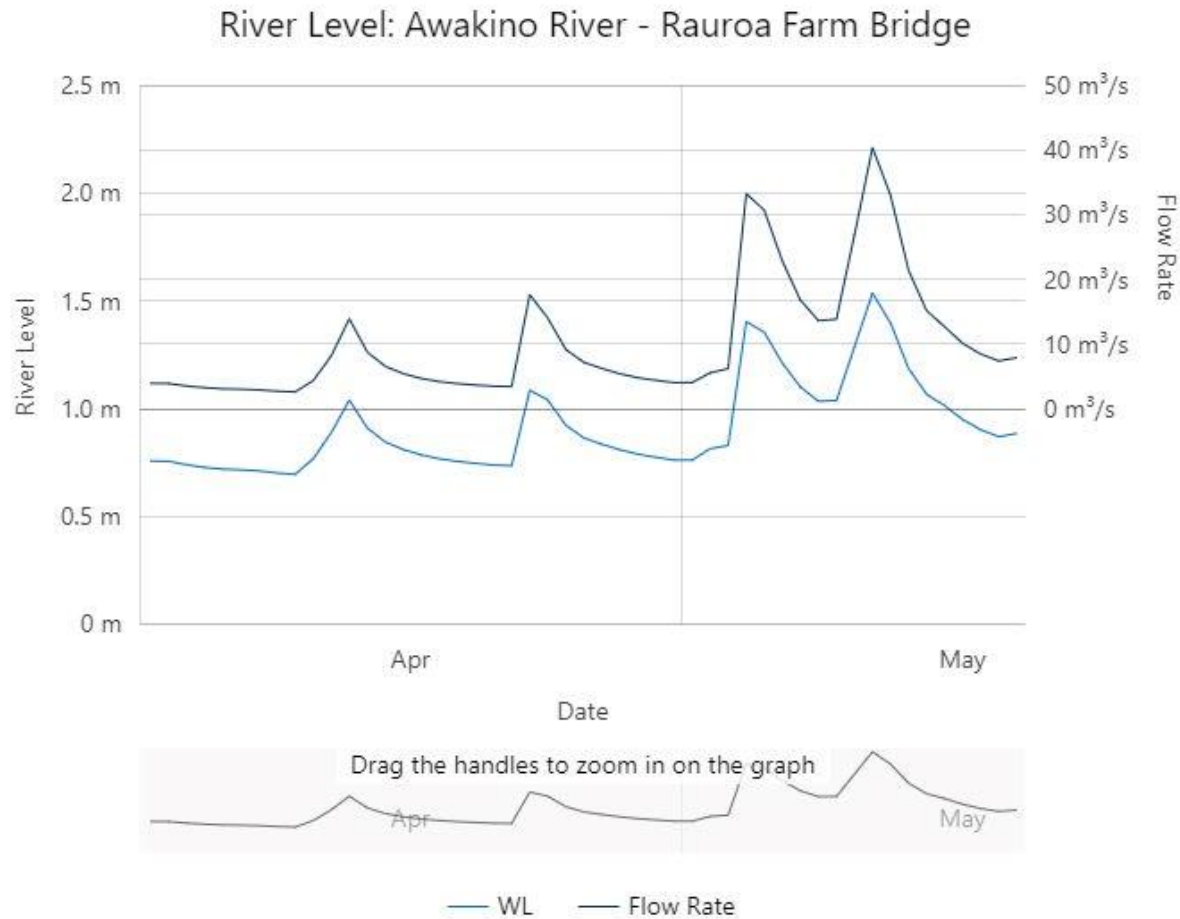 River Level: Awakino River - Rauroa Farm Bridge
2.5 m
2.0 m
1.5 m
1.0 m
0.5 m
0 m
River Level
50 m³/s
40 m³/s
30 m³/s
20 m³/s
10 m³/s
0 m³/s
Flow Rate
Apr
May
Date
Drag the handles to zoom in on the graph
Apr
May
WL
Flow Rate